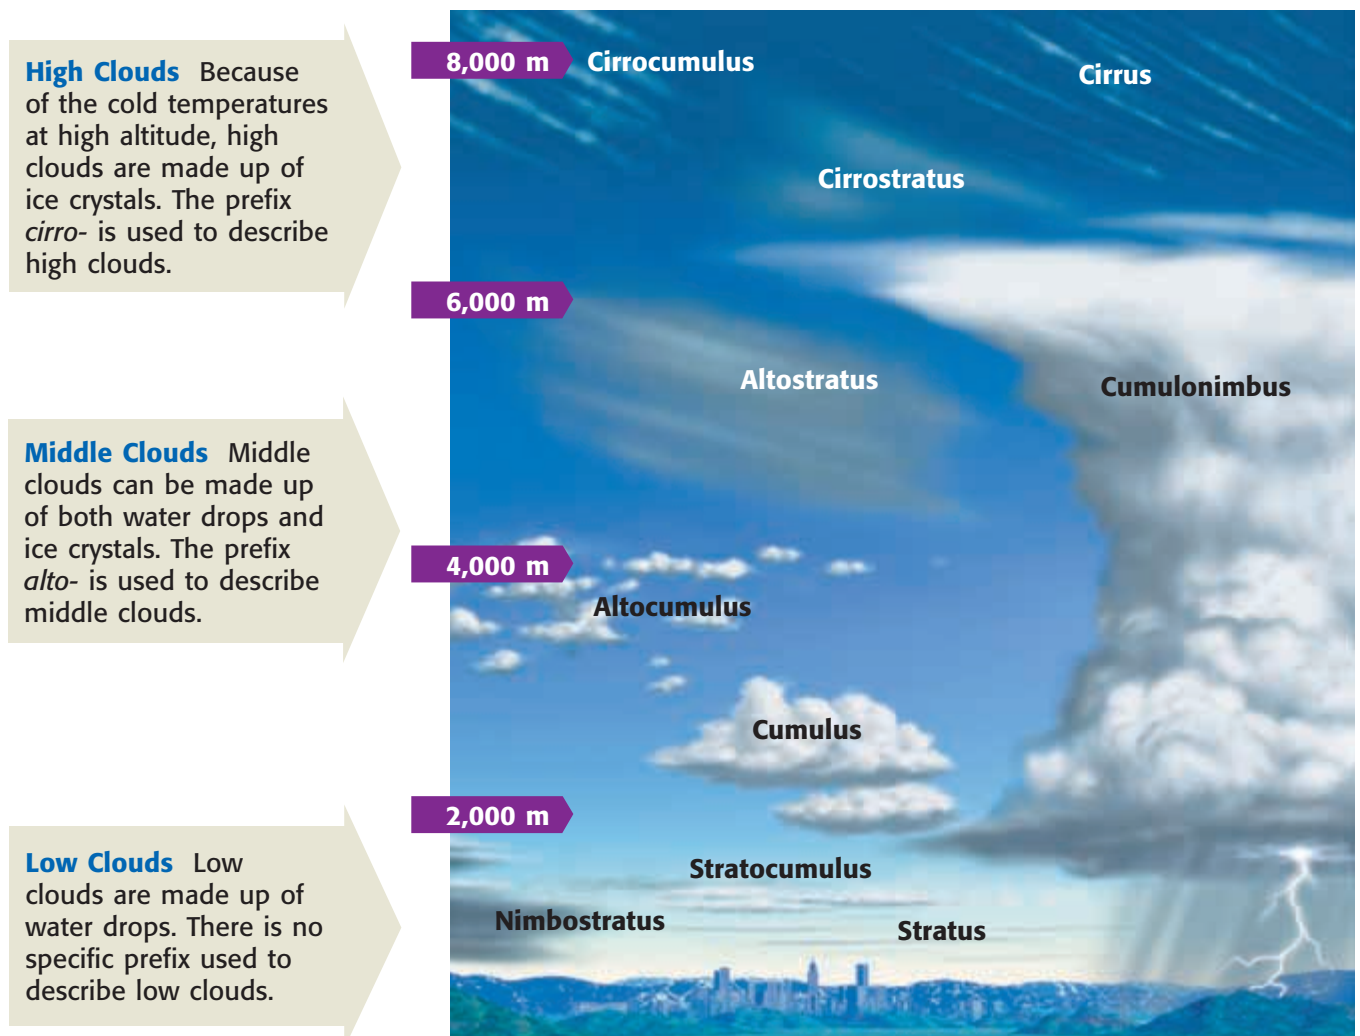 High Clouds Because
of the cold temperatures
at high altitude, high
clouds are made up of
ice crystals. The prefix
cirro- is used to describe
high clouds.
Middle Clouds Middle
clouds can be made up
of both water drops and
ice crystals. The prefix
alto- is used to describe
middle clouds.
Low Clouds Low
clouds are made up of
water drops. There is no
specific prefix used to
describe low clouds.
8,000 m
Cirrocumulus
Cirrus
Cirrostratus
6,000 m
Altostratus
Cumulonimbus
4,000 m
Altocumulus
Cumulus
2,000 m
Stratocumulus
Nimbostratus
Stratus